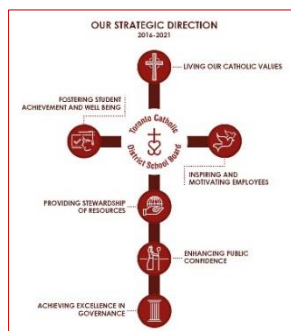 OUR STRATEGIC DIRECTION
2016-2021
LIVING OUR CATHOLIC VALUES
FOSTERING STUDENT
ACHIEVEMENT AND WELL BEING
Toronto Catholic
District School Board
INSPIRING AND
MOTIVATING EMPLOYEES
PROVIDING STEWARDSHIP
OF RESOURCES
ENHANCING PUBLIC
CONFIDENCE
ACHIEVING EXCELLENCE IN
GOVERNANCE